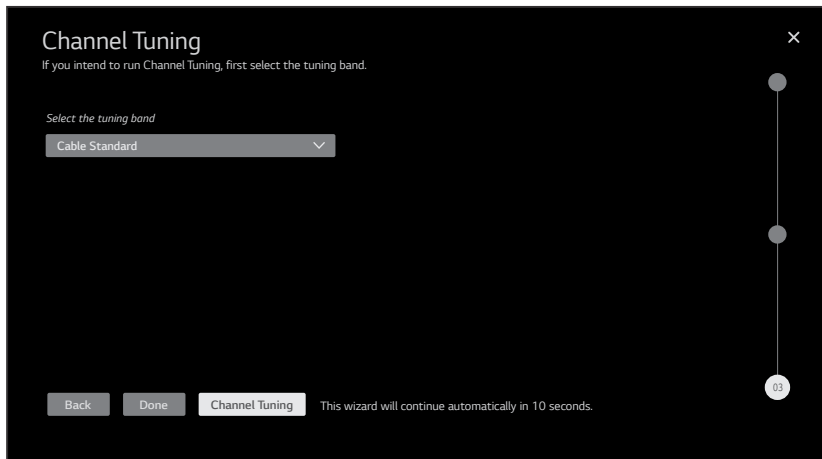 Channel Tuning
If you intend to run Channel Tuning, first select the tuning band.
Select the tuning band
Cable Standard
03
Back
Done
Channel Tuning
This wizard will continue automatically in 10 seconds.